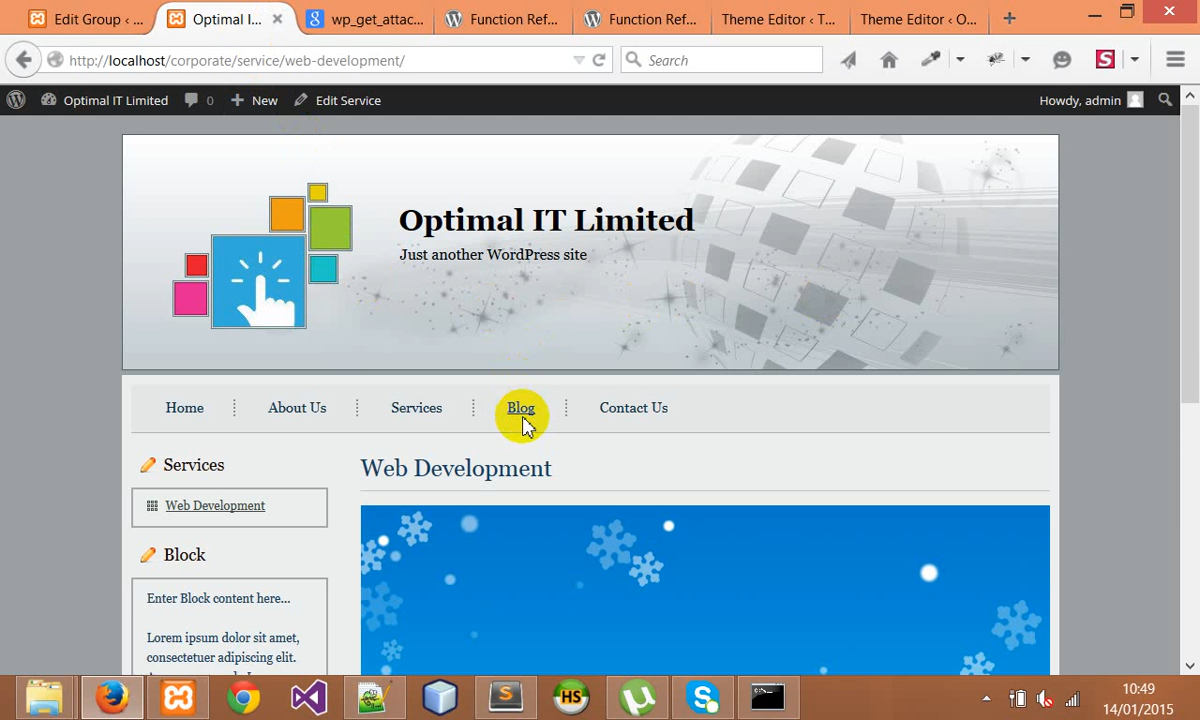 Edit Group ‹ ...
Optimal I...
wp_get_attac...
Function Ref...
Function Ref...
Theme Editor ‹ T...
Theme Editor ‹ O...
http://localhost/corporate/service/web-development/
Search
Optimal IT Limited
0
New
Edit Service
Howdy, admin
Optimal IT Limited
Just another WordPress site
Home
About Us
Services
Blog
Contact Us
Services
Web Development
Web Development
Block
Enter Block content here...
Lorem ipsum dolor sit amet,
consectetuer adipiscing elit.
HS
10:49
14/01/2015